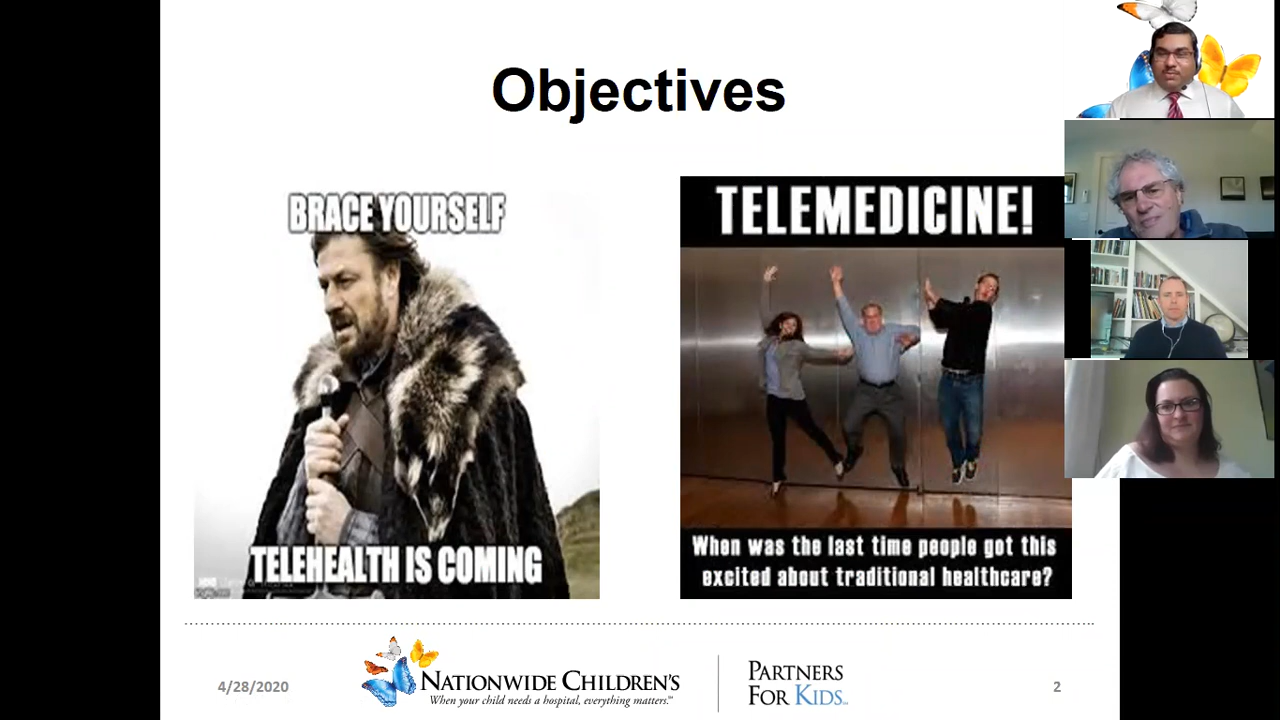 Objectives
BRACE YOURSELF
TELEHEALTH IS COMING
TELEMEDICINE!
When was the last time people got this
excited about traditional healthcare?
4/28/2020
NATIONWIDE CHILDREN'S
When your child needs a hospital, everything matters.™
PARTNERS
FOR KIDS
2